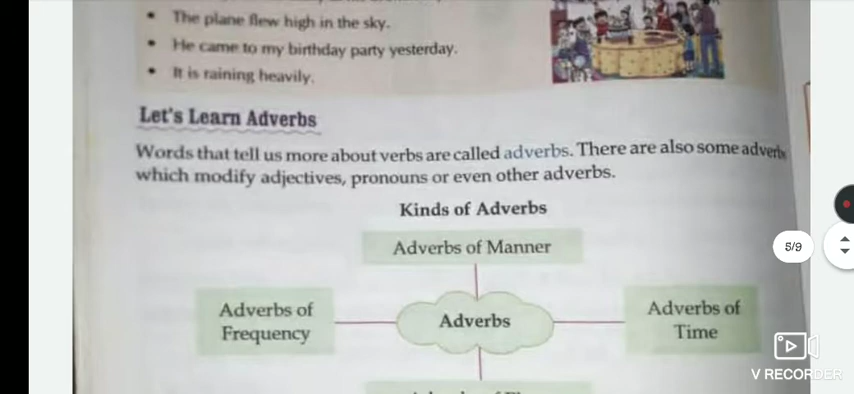 The plane flew high in the sky.
He came to my birthday party yesterday.
It is raining heavily.
Let's Learn Adverbs
Words that tell us more about verbs are called adverbs. There are also some adverbs
which modify adjectives, pronouns or even other adverbs.
Kinds of Adverbs
Adverbs of Manner
Adverbs of
Frequency
Adverbs
Adverbs of
Time
5/9
V RECORDER